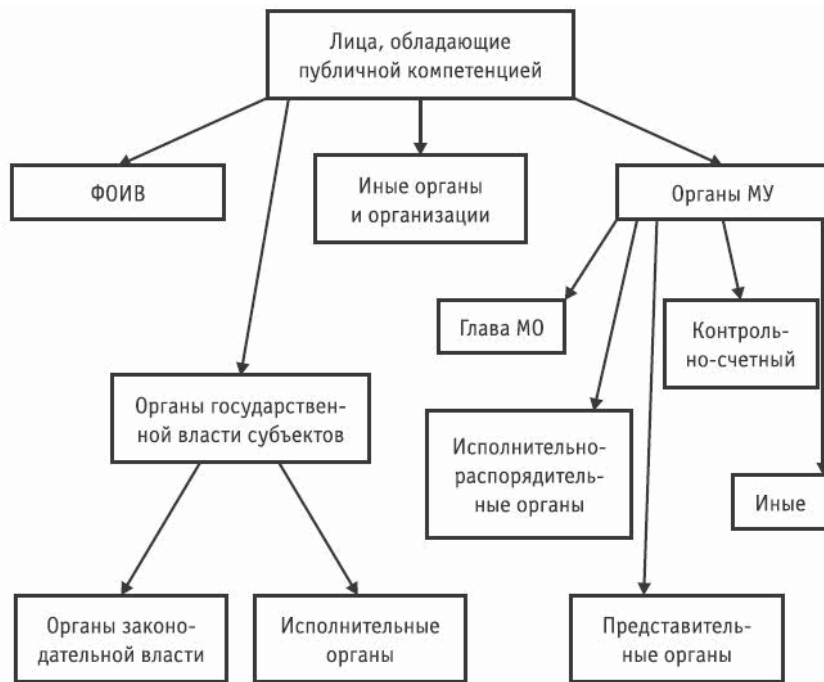 Лица, обладающие
публичной компетенцией
ФОИВ
Иные органы
и организации
Органы МУ
Глава МО
Контроль-
но-счетный
Органы государствен-
ной власти субъектов
Исполнительно-
распорядитель-
ные органы
Иные
Органы законо-
дательной власти
Исполнительные
органы
Представитель-
ные органы